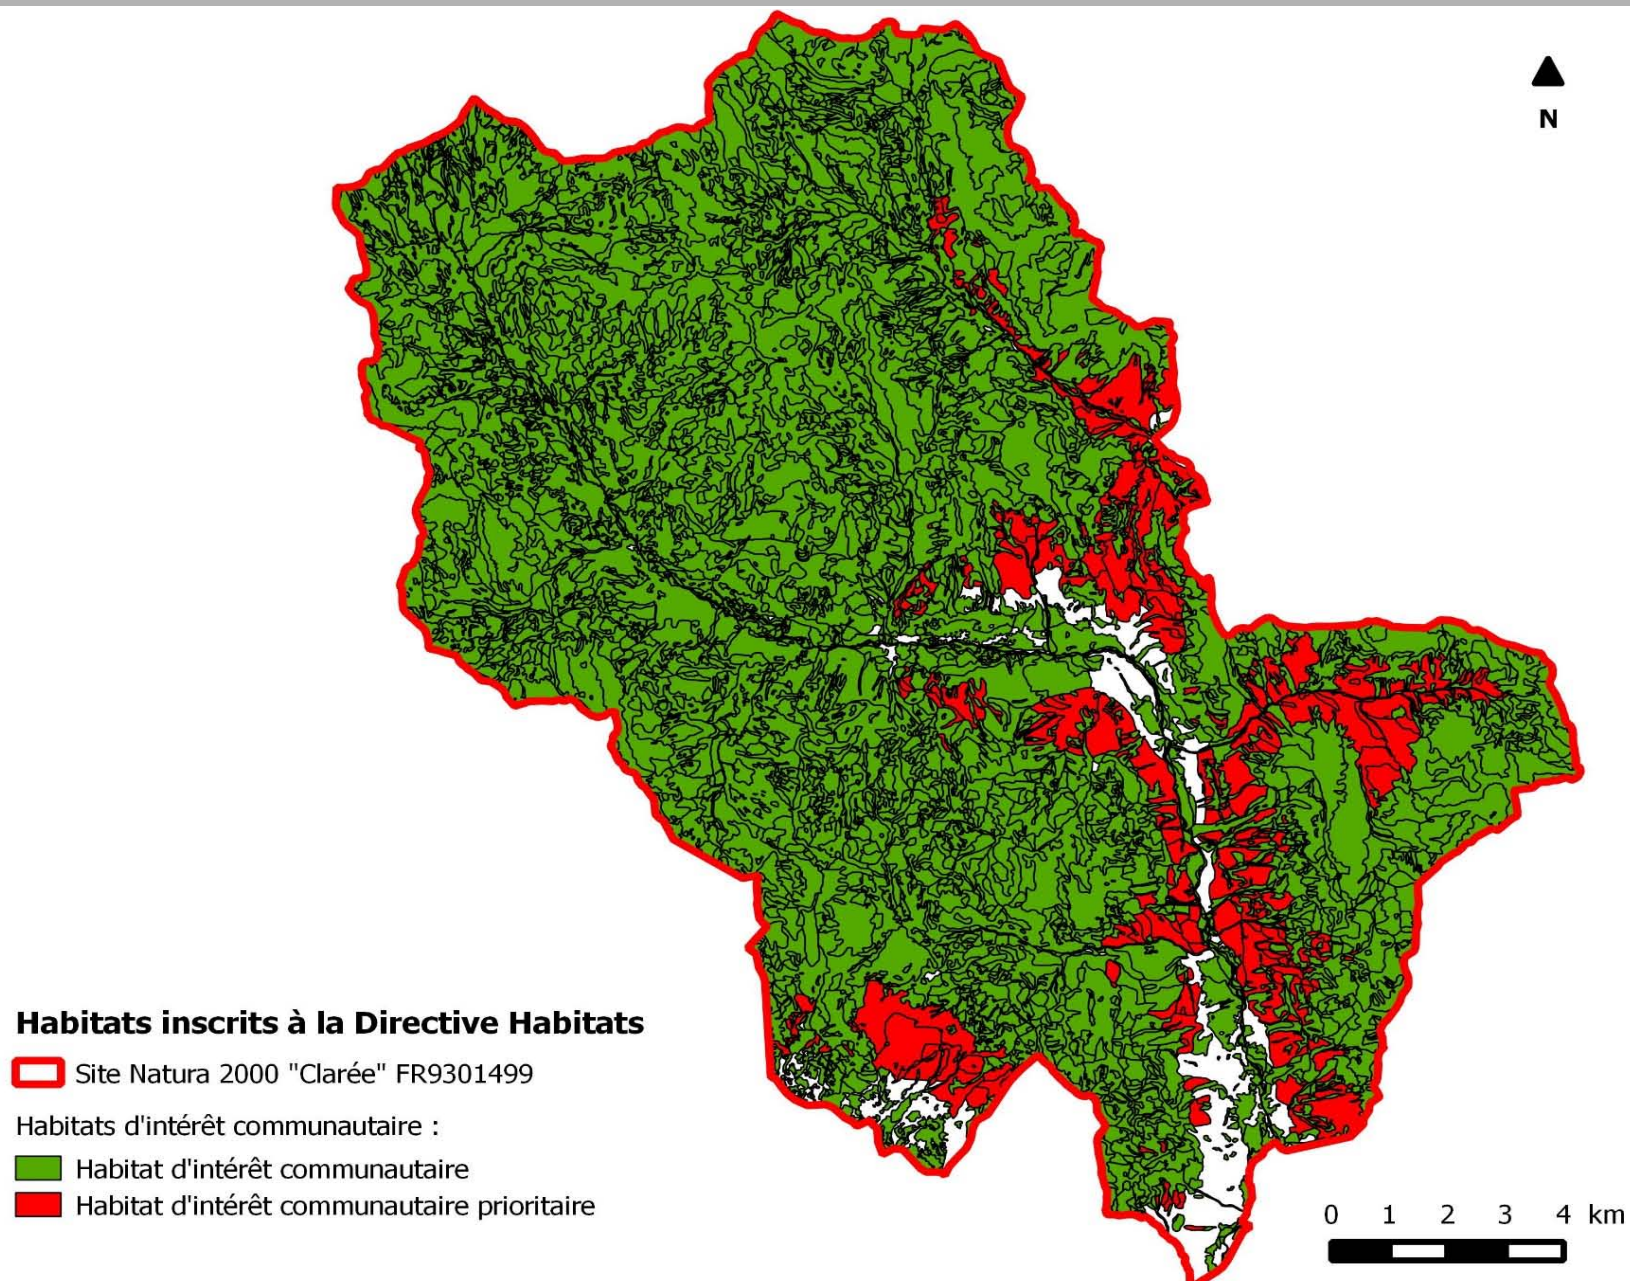 N
Habitats inscrits à la Directive Habitats
Site Natura 2000 "Clarée" FR9301499
Habitats d'intérêt communautaire :
Habitat d'intérêt communautaire
Habitat d'intérêt communautaire prioritaire
0 1 2 3 4 km